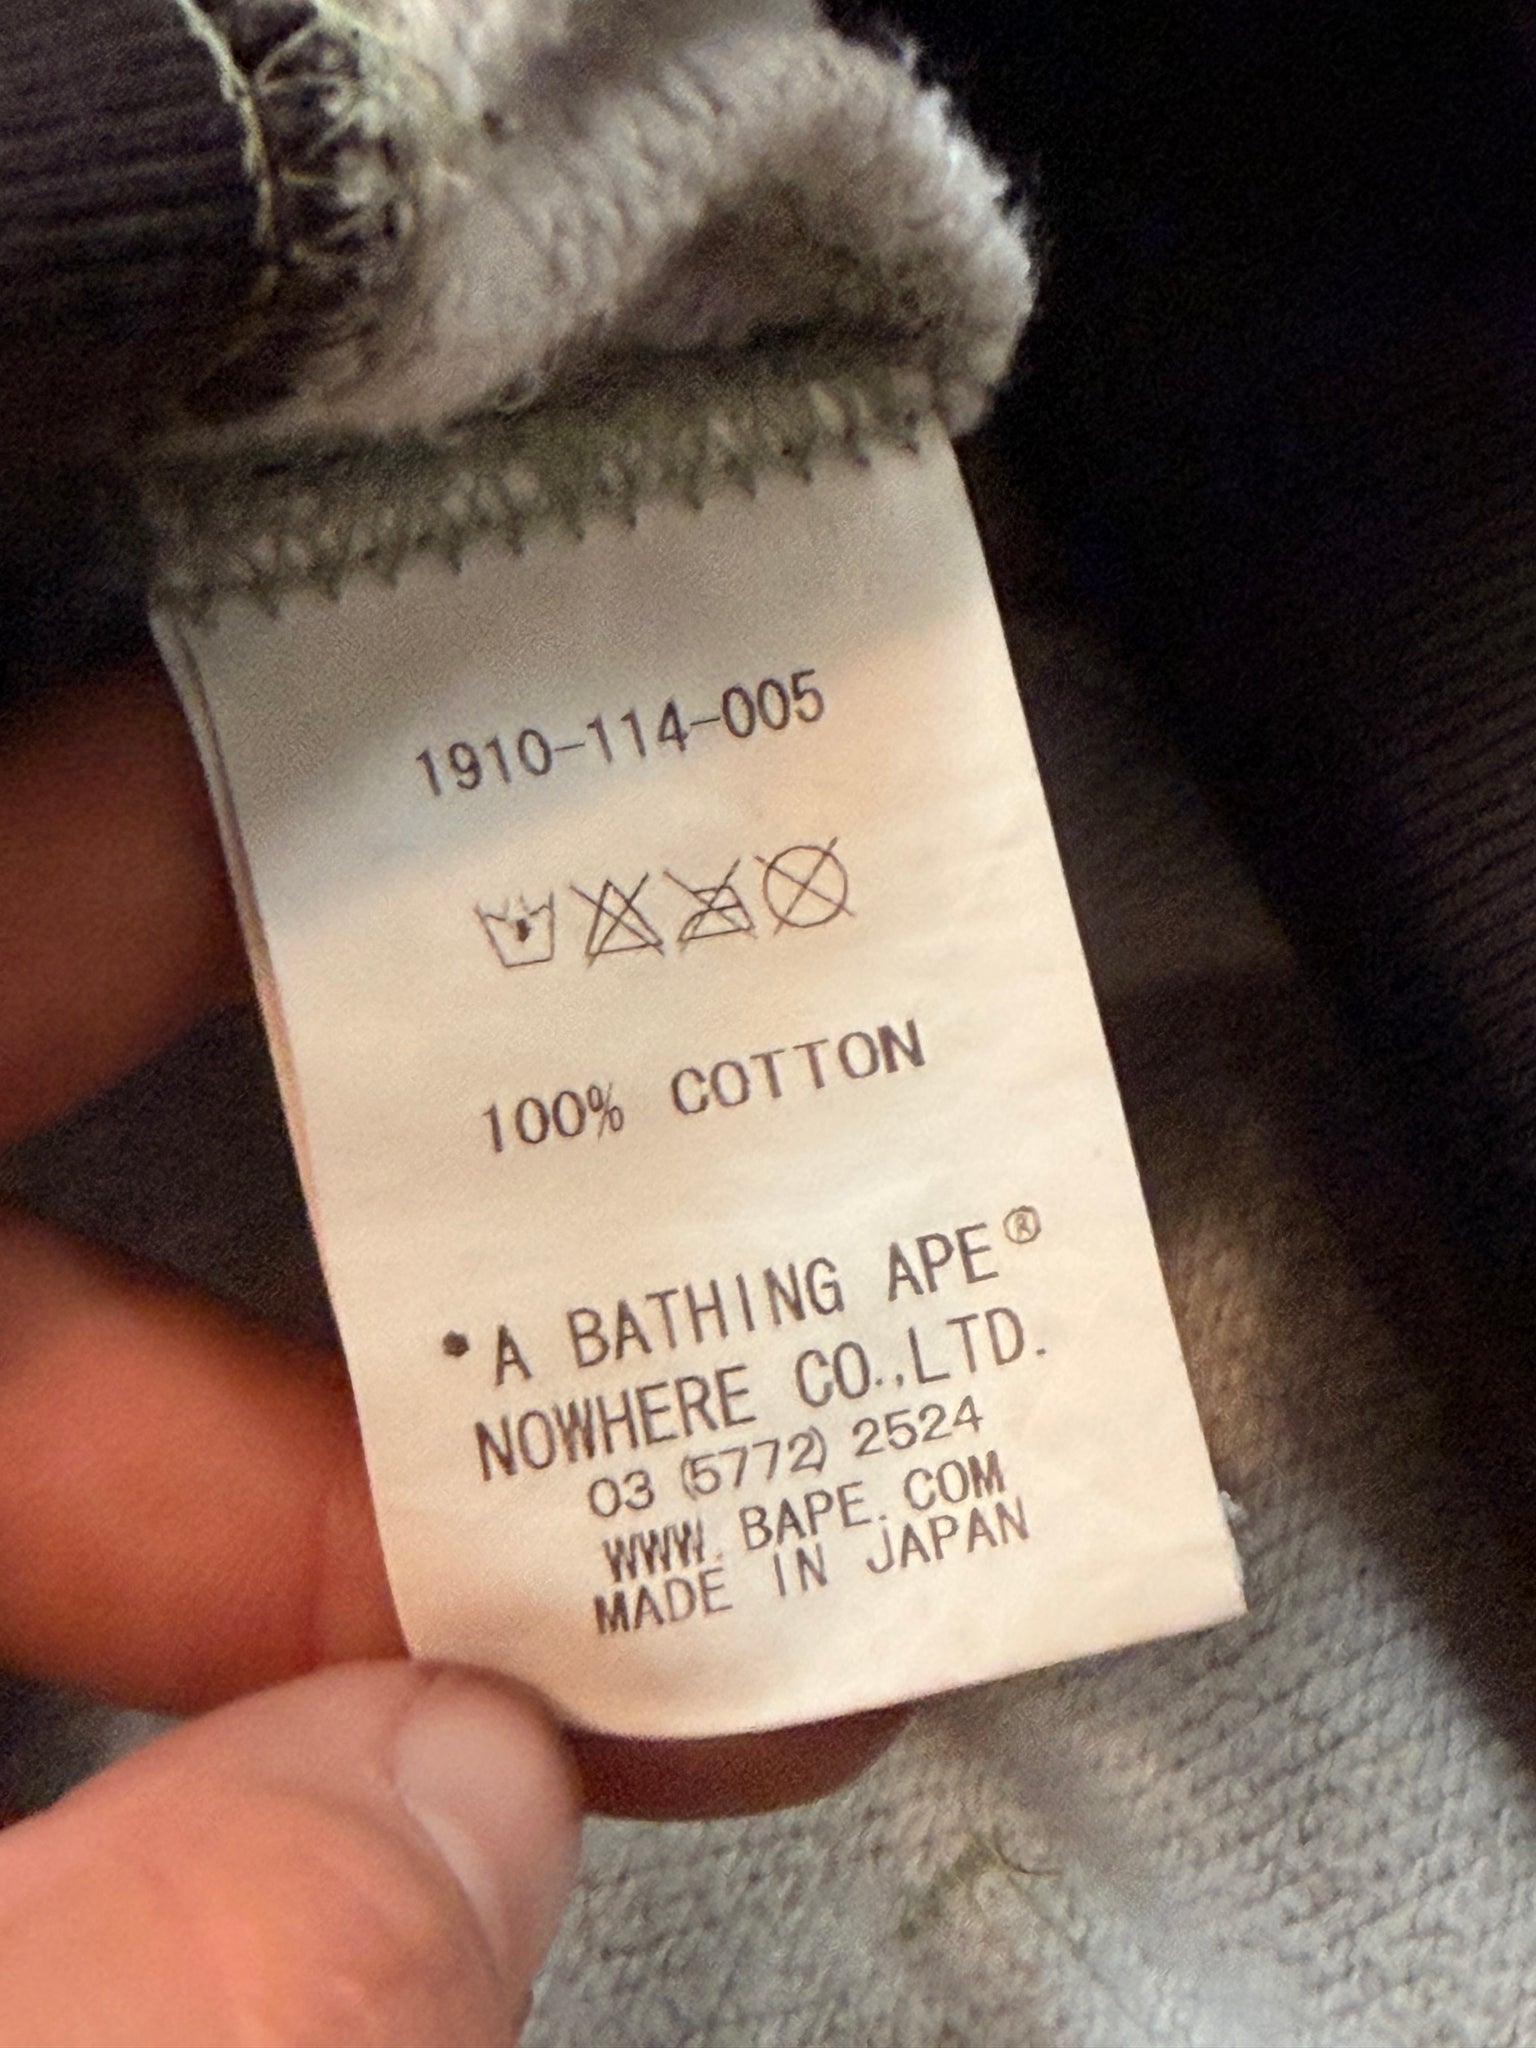 1910-114-005
100% COTTON
•A BATHING APE®
NOWHERE CO.,LTD.
03 (5772) 2524
WWW. BAPE. COM
MADE IN JAPAN